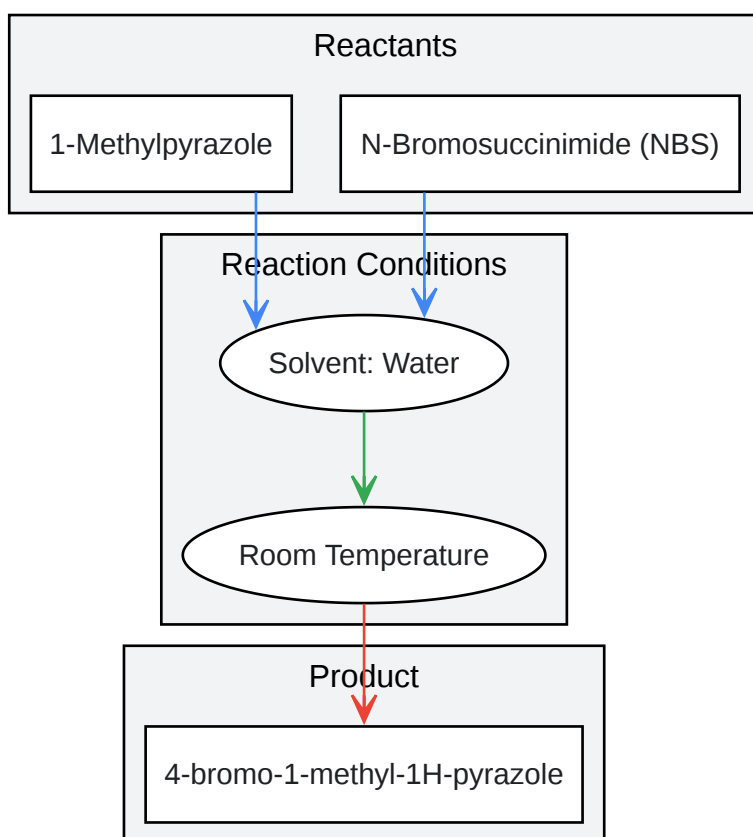 Reactants
1-Methylpyrazole
N-Bromosuccinimide (NBS)
Reaction Conditions
Solvent: Water
Room Temperature
Product
4-bromo-1-methyl-1H-pyrazole